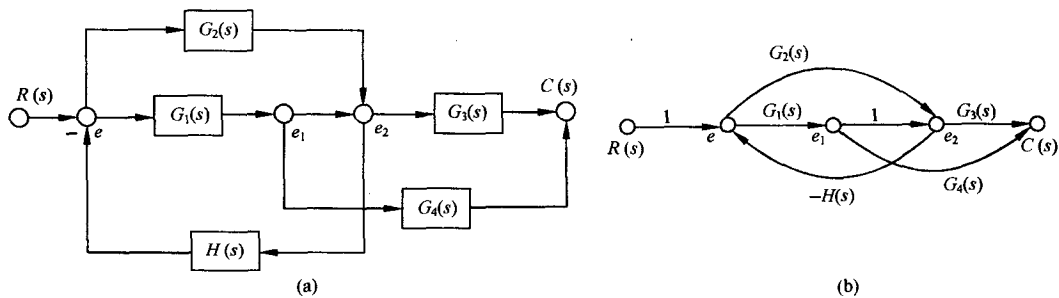 G₂(s)
R(s)
C(s)
G₁(s)
G₃(s)
−
e
e₁
e₂
G₄(s)
H(s)
(a)
G₂(s)
1
G₁(s)
1
G₃(s)
R(s)
e
e₁
e₂
C(s)
G₄(s)
−H(s)
(b)